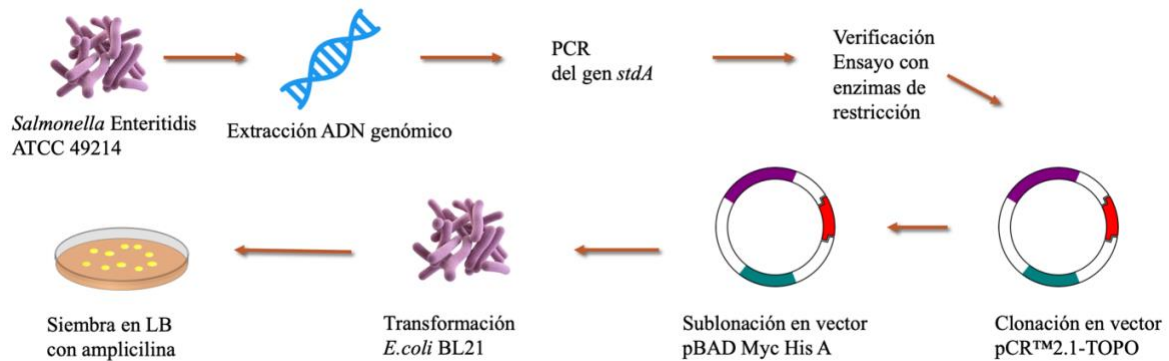 Salmonella Enteritidis
ATCC 49214
Extracción ADN genómico
PCR
del gen stdA
Verificación
Ensayo con
enzimas de
restricción
Clonación en vector
pCR™2.1-TOPO
Sublonación en vector
pBAD Myc His A
Transformación
E.coli BL21
Siembra en LB
con amplicilina